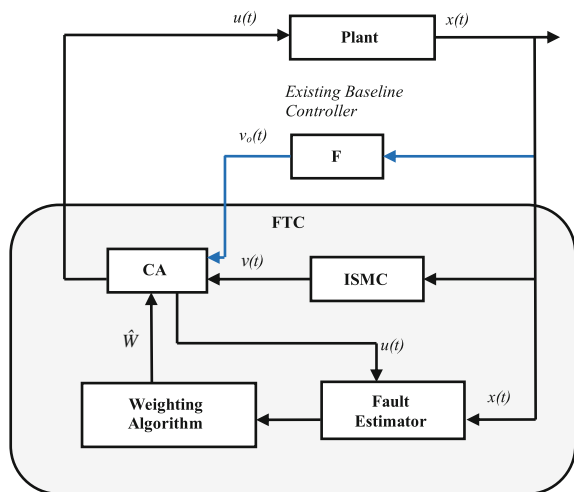 u(t)
x(t)
Plant
Existing Baseline
Controller
vₒ(t)
F
FTC
CA
v(t)
ISMC
Ŵ
u(t)
Weighting
Algorithm
Fault
Estimator
x(t)